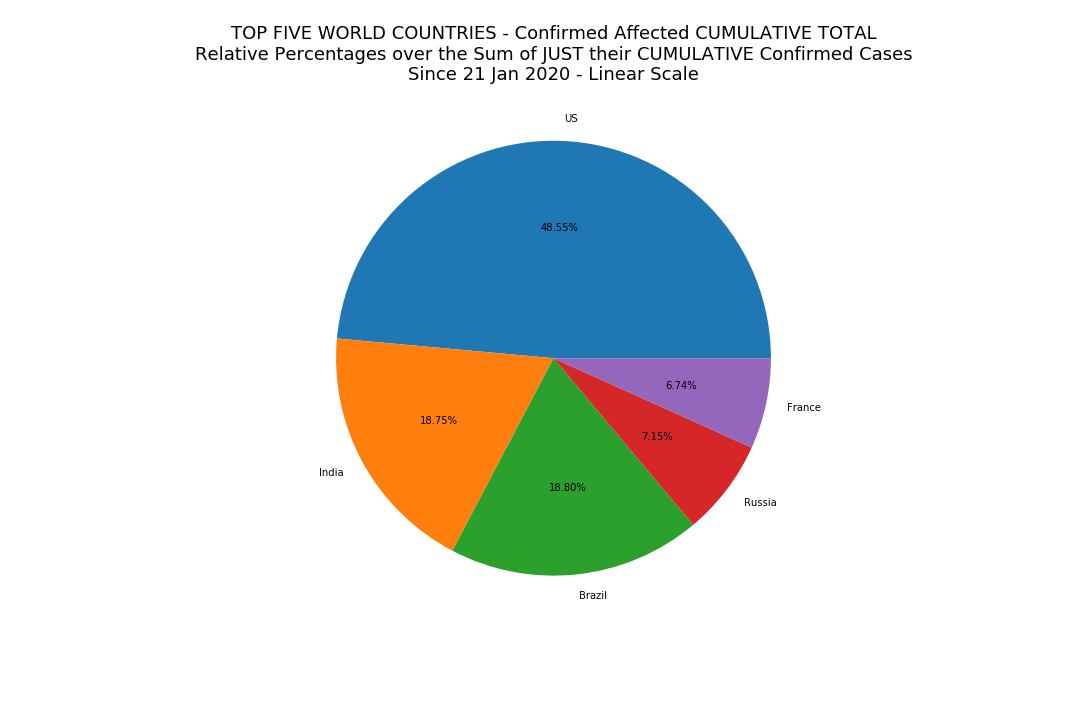 TOP FIVE WORLD COUNTRIES - Confirmed Affected CUMULATIVE TOTAL
Relative Percentages over the Sum of JUST their CUMULATIVE Confirmed Cases
Since 21 Jan 2020 - Linear Scale
US
48.55%
6.74%
France
18.75%
7.15%
India
18.80%
Russia
Brazil